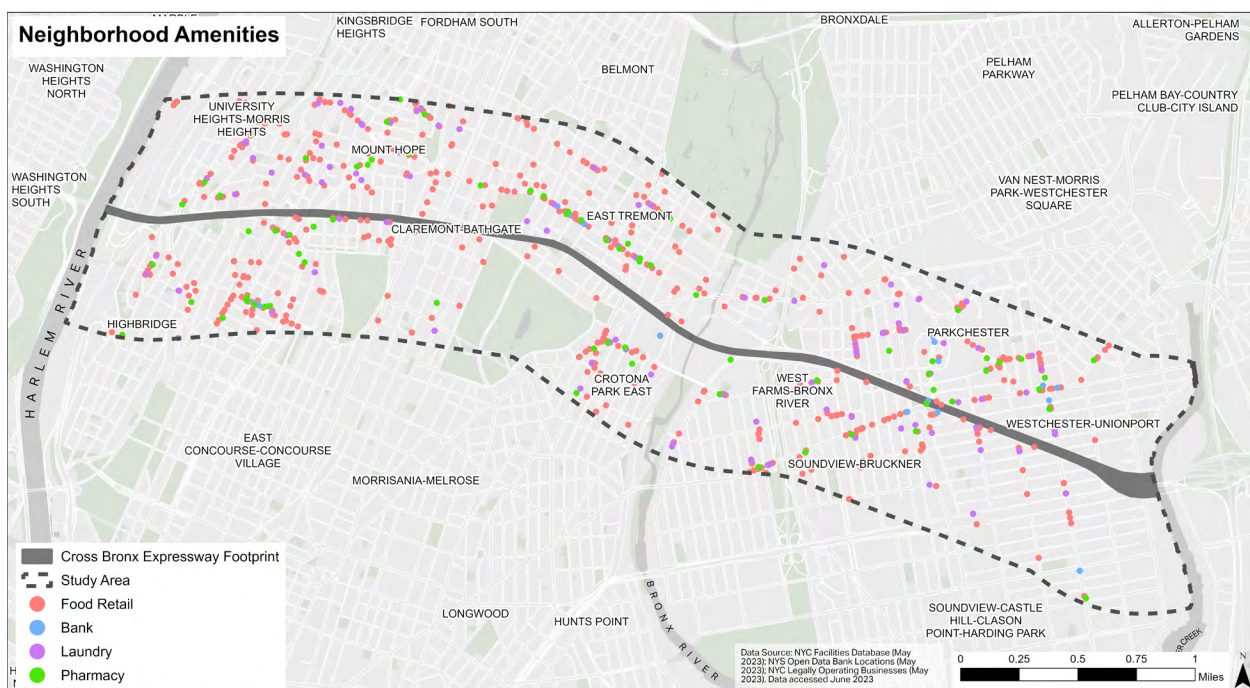 Neighborhood Amenities
KINGSBRIDGE
HEIGHTS
FORDHAM SOUTH
BRONXDALE
ALLERTON-PELHAM
GARDENS
WASHINGTON
HEIGHTS
NORTH
BELMONT
PELHAM
PARKWAY
PELHAM BAY-COUNTRY
CLUB-CITY ISLAND
UNIVERSITY
HEIGHTS-MORRIS
HEIGHTS
MOUNT HOPE
WASHINGTON
HEIGHTS
SOUTH
VAN NEST-MORRIS
PARK-WESTCHESTER
SQUARE
EAST TREMONT
CLAREMONT-BATHGATE
HARLEM RIVER
HIGHBRIDGE
PARKCHESTER
CROTONA
PARK EAST
WEST
FARMS-BRONX
RIVER
WESTCHESTER-UNIONPORT
EAST
CONCOURSE-CONCOURSE
VILLAGE
MORRISANIA-MELROSE
SOUNDVIEW-BRUCKNER
Cross Bronx Expressway Footprint
Study Area
Food Retail
Bank
Laundry
Pharmacy
LONGWOOD
HUNTS POINT
BRONX RIVER
SOUNDVIEW-CASTLE
HILL-CLASON
POINT-HARDING PARK
Data Source: NYC Facilities Database (May
2023); NYS Open Data Bank Locations (May
2023); NYC Legally Operating Businesses (May
2023). Data accessed June 2023
0 0.25 0.5 0.75 1
Miles
N